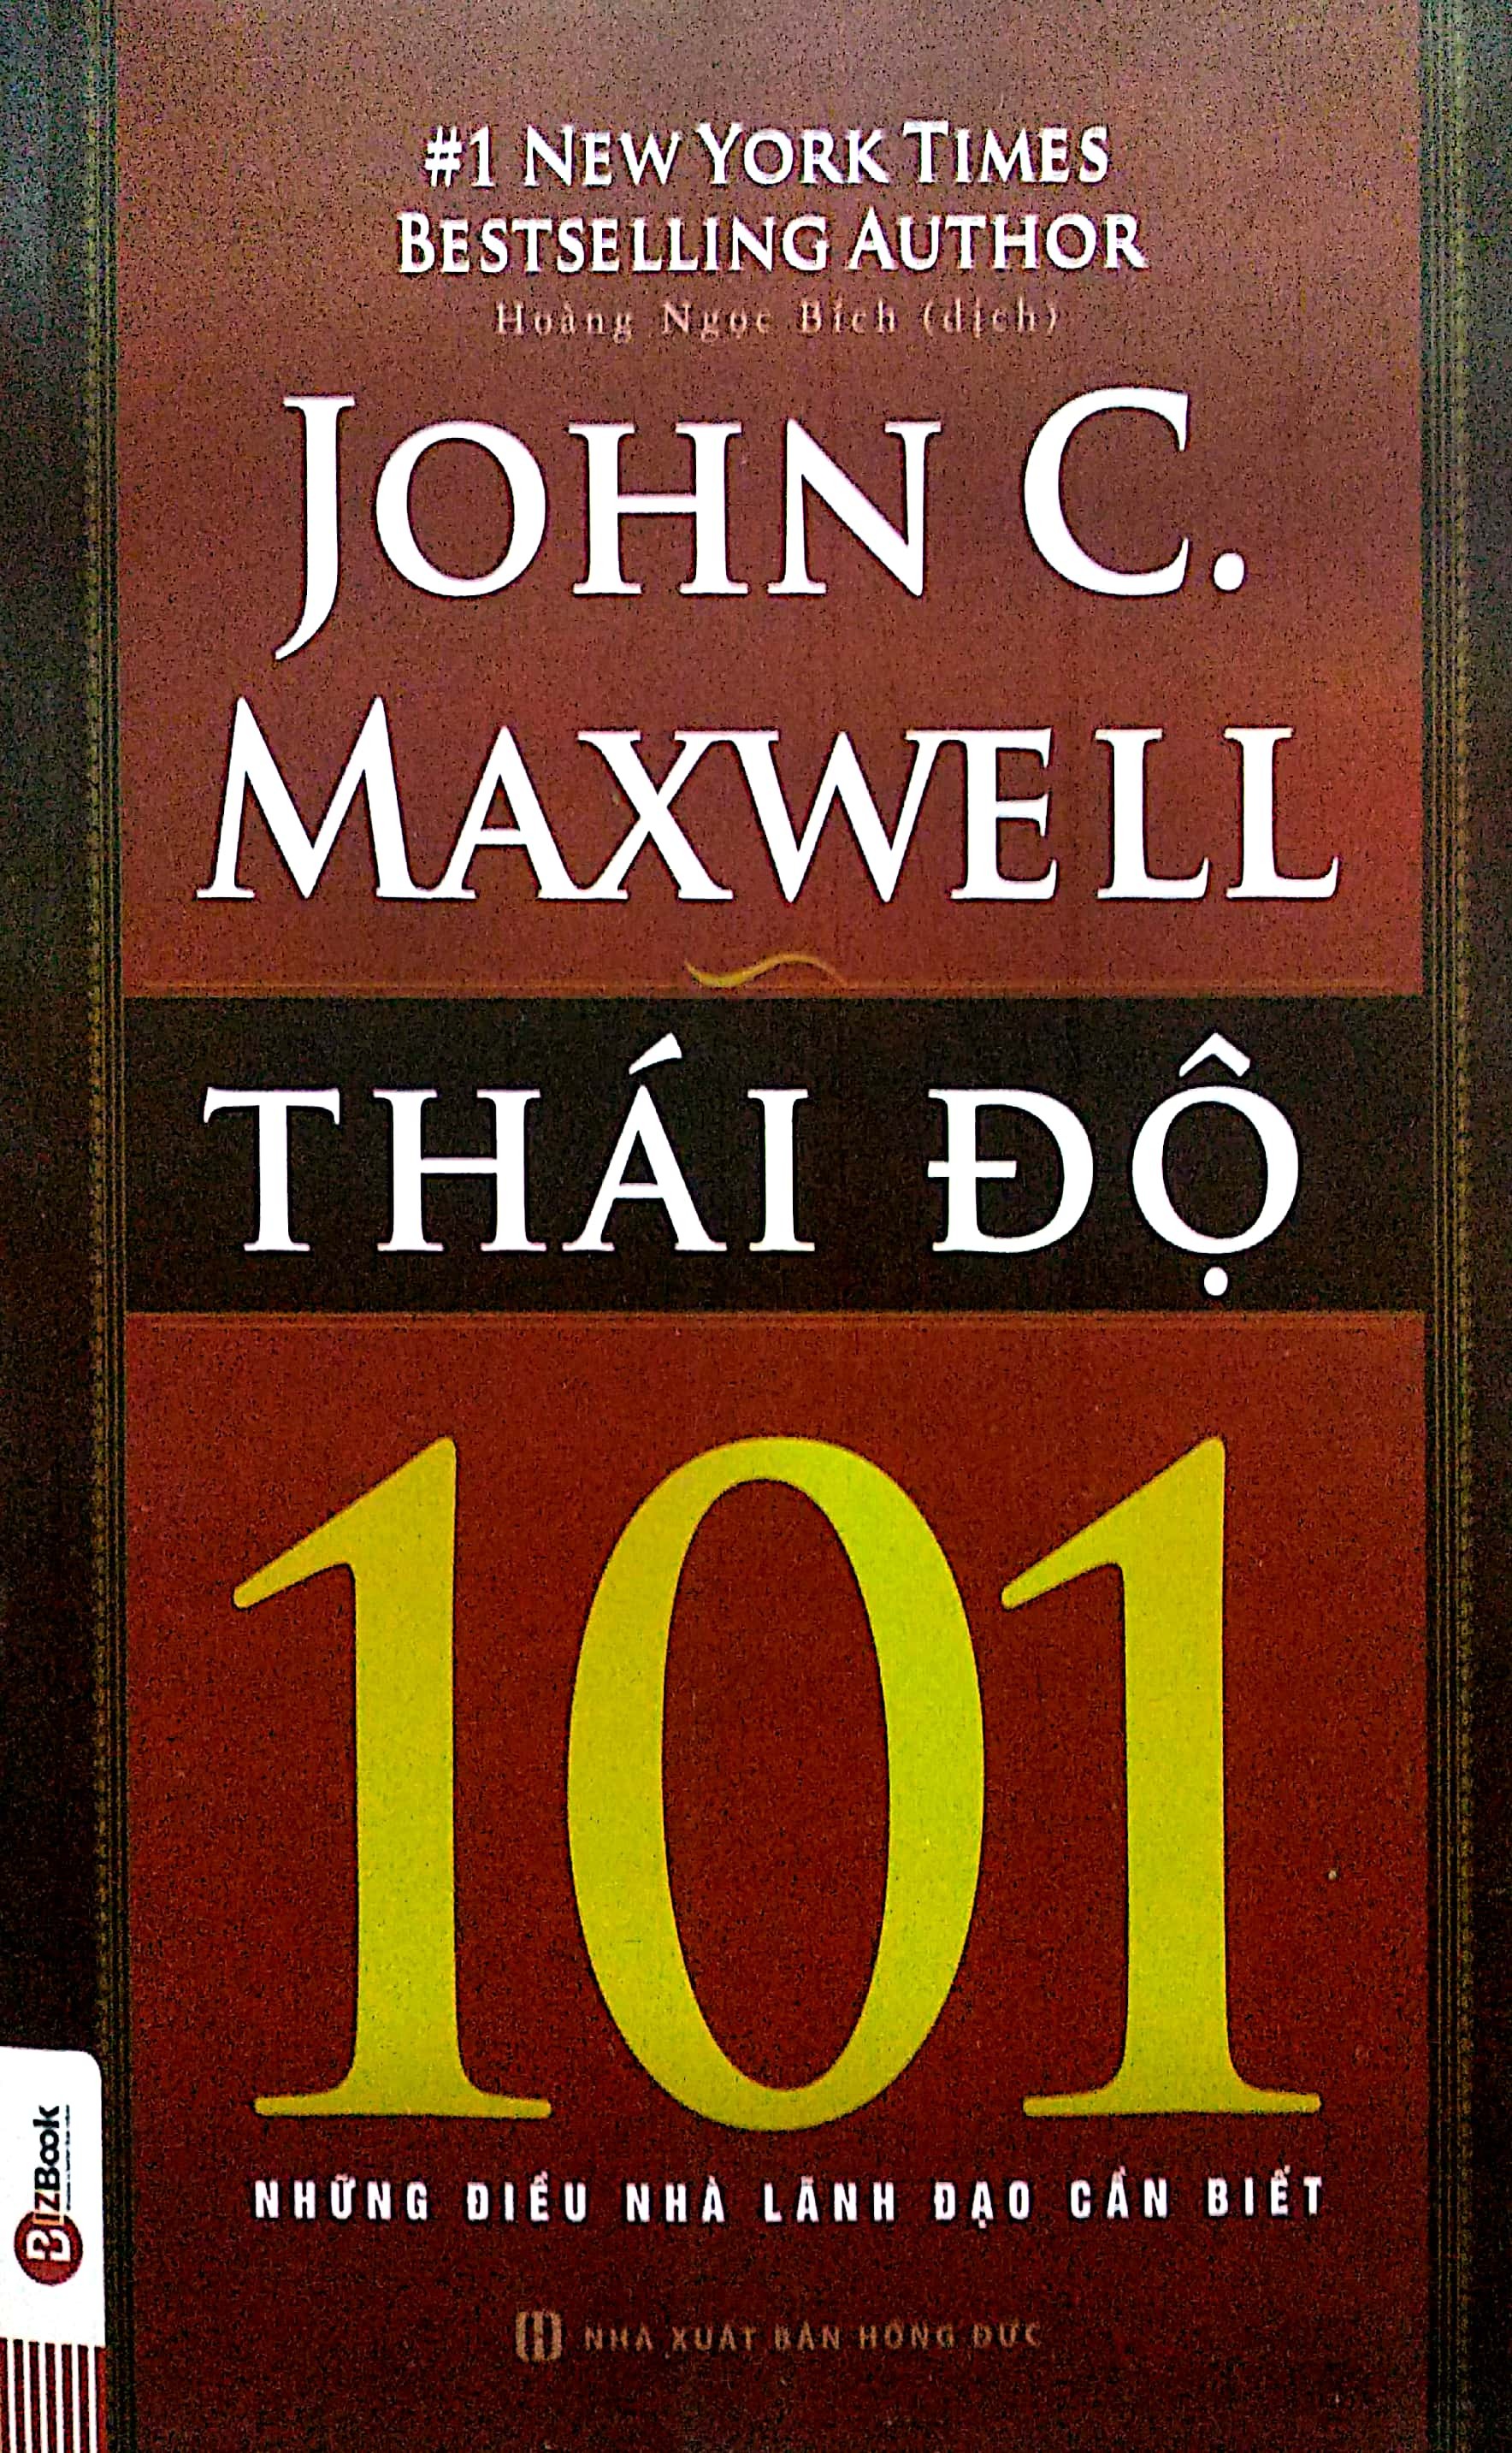 #1 NEW YORK TIMES
BESTSELLING AUTHOR
Hoàng Ngọc Bích (dịch)
JOHN C.
MAXWELL
THÁI ĐỘ
101
NHỮNG ĐIỀU NHÀ LÃNH ĐẠO CẦN BIẾT
NHÀ XUẤT BẢN HỒNG ĐỨC
BIZBook